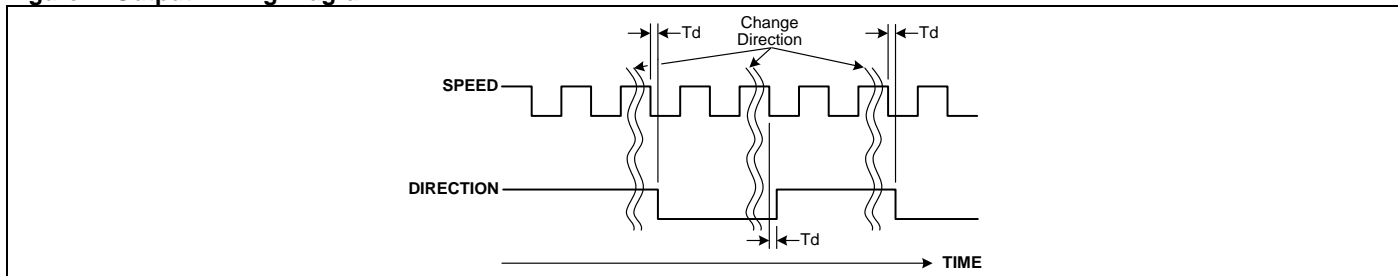 Td
Change
Direction
Td
SPEED
DIRECTION
Td
TIME